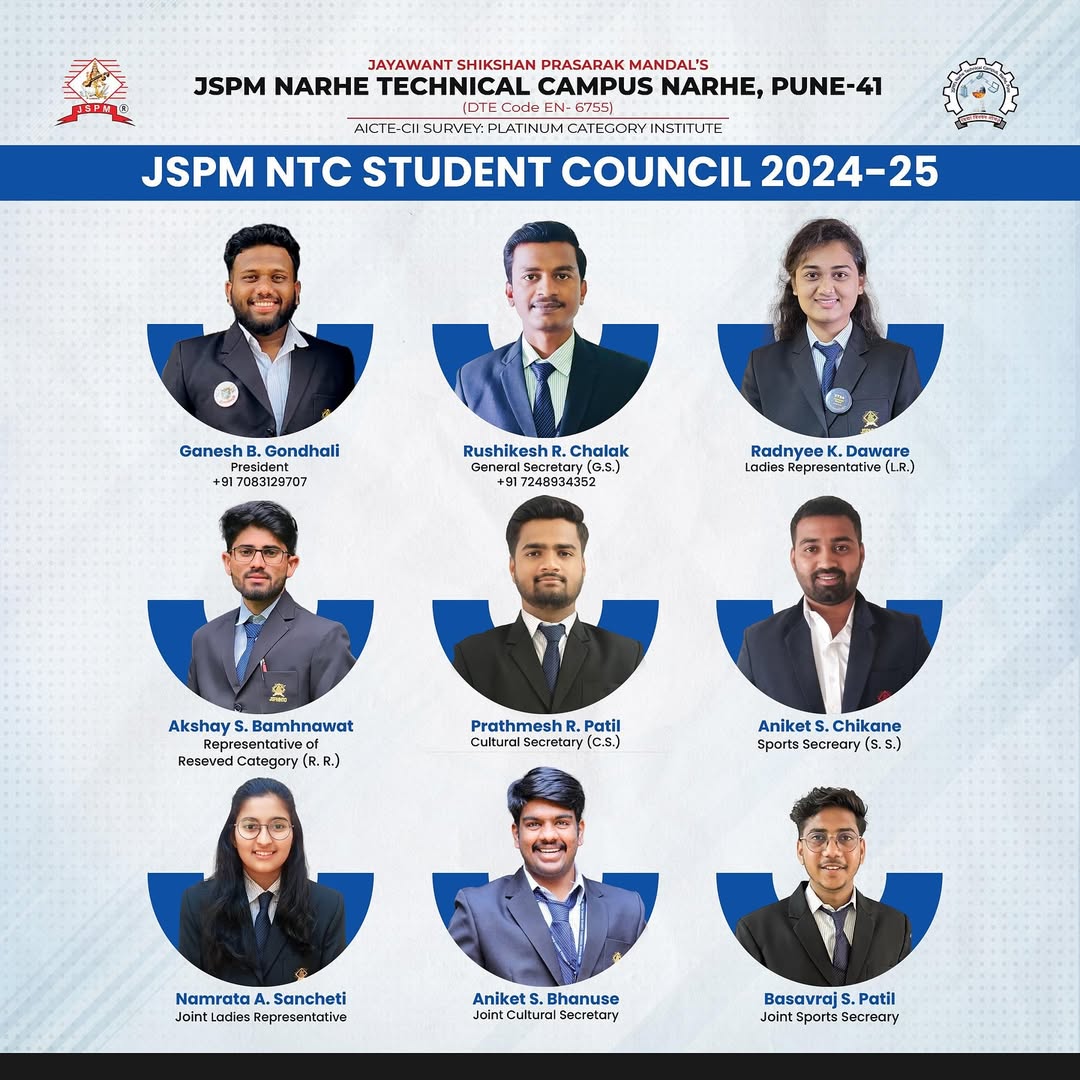 JAYAWANT SHIKSHAN PRASARAK MANDAL'S
JSPM NARHE TECHNICAL CAMPUS NARHE, PUNE-41
(DTE Code EN- 6755)
AICTE-CII SURVEY: PLATINUM CATEGORY INSTITUTE
JSPM ®
JSPM NTC STUDENT COUNCIL 2024-25
Ganesh B. Gondhali
President
+91 7083129707
Rushikesh R. Chalak
General Secretary (G.S.)
+91 7248934352
Radnyee K. Daware
Ladies Representative (L.R.)
Akshay S. Bamhnawat
Representative of
Reseved Category (R. R.)
Prathmesh R. Patil
Cultural Secretary (C.S.)
Aniket S. Chikane
Sports Secreary (S. S.)
Namrata A. Sancheti
Joint Ladies Representative
Aniket S. Bhanuse
Joint Cultural Secretary
Basavraj S. Patil
Joint Sports Secreary